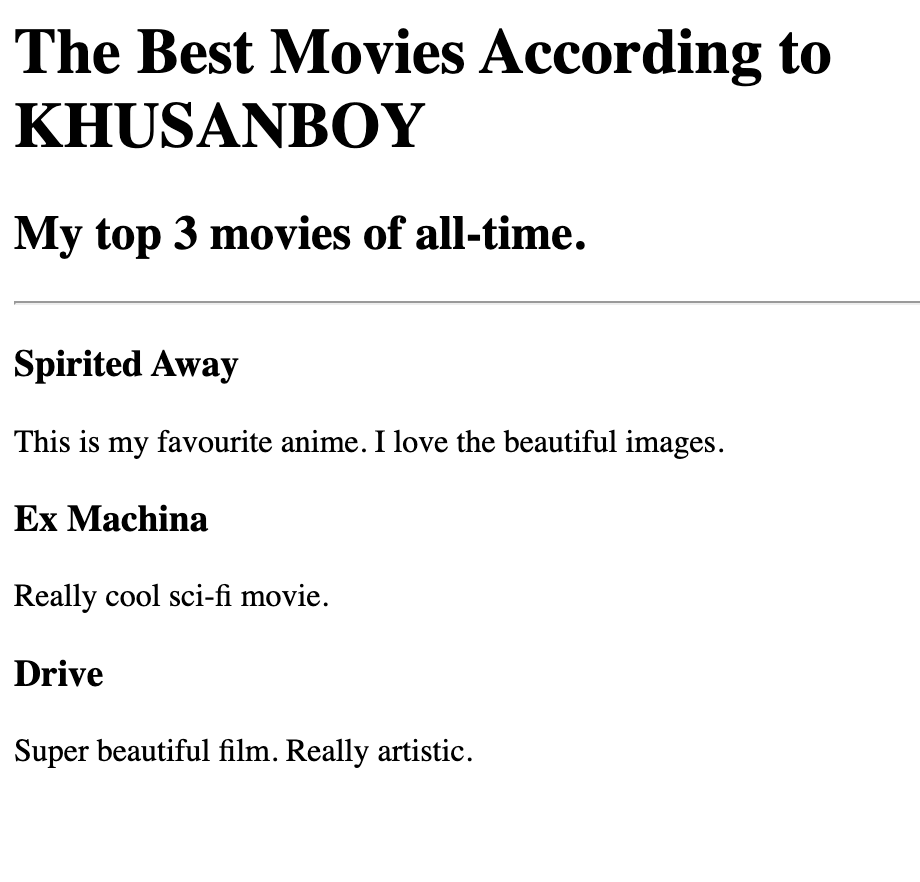 The Best Movies According to
KHUSANBOY
My top 3 movies of all-time.
Spirited Away
This is my favourite anime. I love the beautiful images.
Ex Machina
Really cool sci-fi movie.
Drive
Super beautiful film. Really artistic.